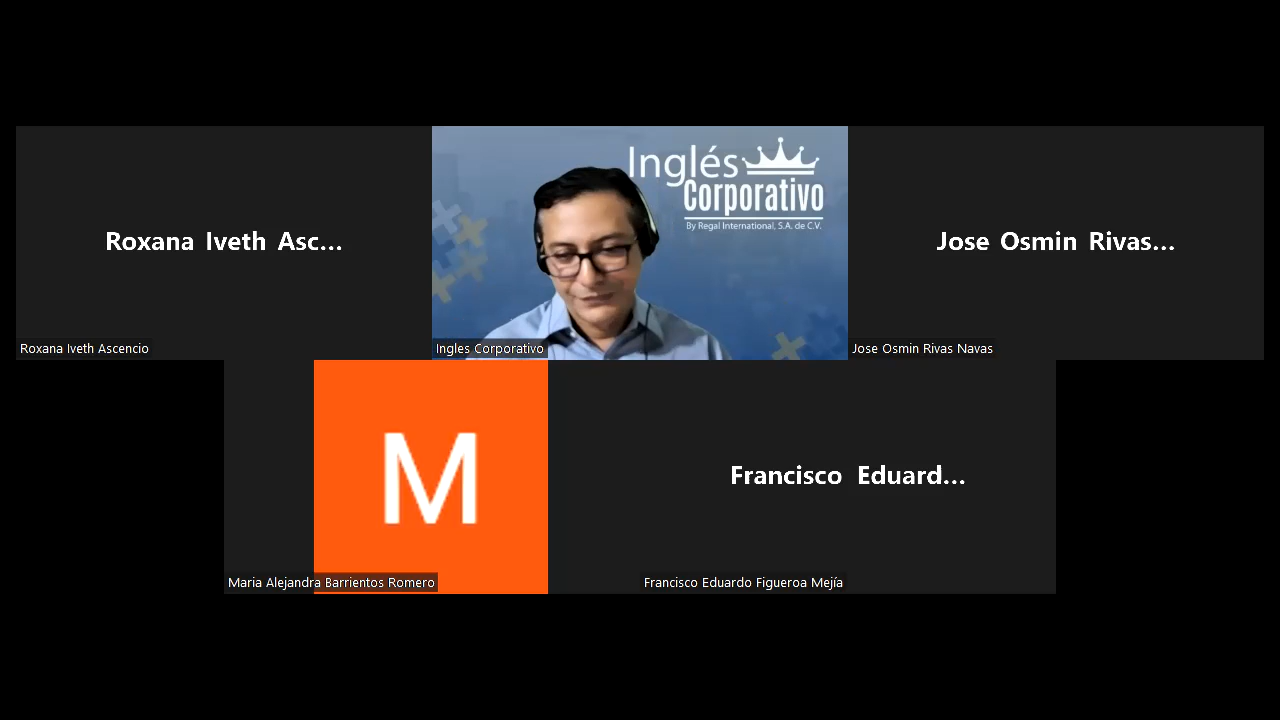 Roxana Iveth Asc...
Roxana Iveth Ascencio
Inglés
Corporativo
By Regal International, S.A. de C.V.
Ingles Corporativo
Jose Osmin Rivas...
Jose Osmin Rivas Navas
M
Maria Alejandra Barrientos Romero
Francisco Eduard...
Francisco Eduardo Figueroa Mejía